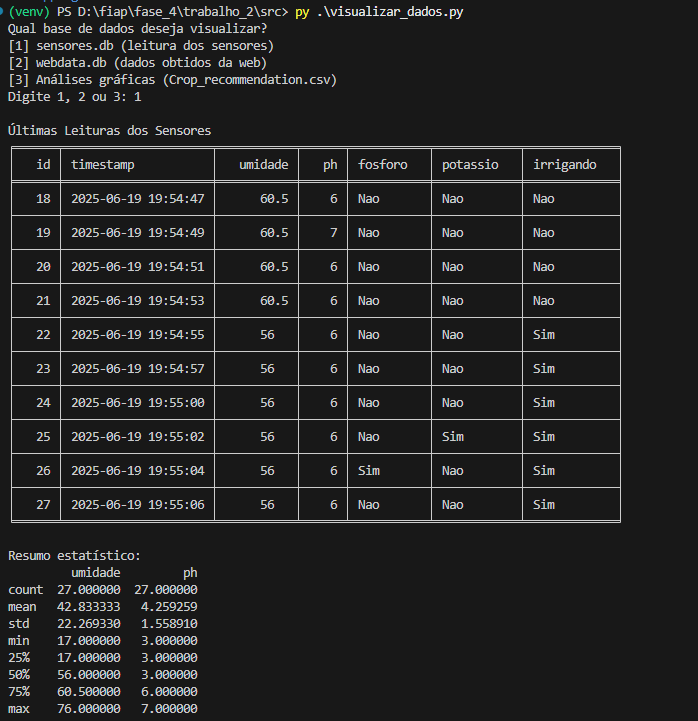 (venv) PS D:\fiap\fase_4\trabalho_2\src> py .\visualizar_dados.py
Qual base de dados deseja visualizar?
[1] sensores.db (leitura dos sensores)
[2] webdata.db (dados obtidos da web)
[3] Análises gráficas (Crop_recommendation.csv)
Digite 1, 2 ou 3: 1
Últimas Leituras dos Sensores
id timestamp umidade ph fosforo potassio irrigando
18 2025-06-19 19:54:47 60.5 6 Nao Nao Nao
19 2025-06-19 19:54:49 60.5 7 Nao Nao Nao
20 2025-06-19 19:54:51 60.5 6 Nao Nao Nao
21 2025-06-19 19:54:53 60.5 6 Nao Nao Nao
22 2025-06-19 19:54:55 56 6 Nao Nao Sim
23 2025-06-19 19:54:57 56 6 Nao Nao Sim
24 2025-06-19 19:55:00 56 6 Nao Nao Sim
25 2025-06-19 19:55:02 56 6 Nao Sim Sim
26 2025-06-19 19:55:04 56 6 Sim Nao Sim
27 2025-06-19 19:55:06 56 6 Nao Nao Sim
Resumo estatístico:
umidade ph
count 27.000000 27.000000
mean 42.833333 4.259259
std 22.269330 1.558910
min 17.000000 3.000000
25% 17.000000 3.000000
50% 56.000000 3.000000
75% 60.500000 6.000000
max 76.000000 7.000000